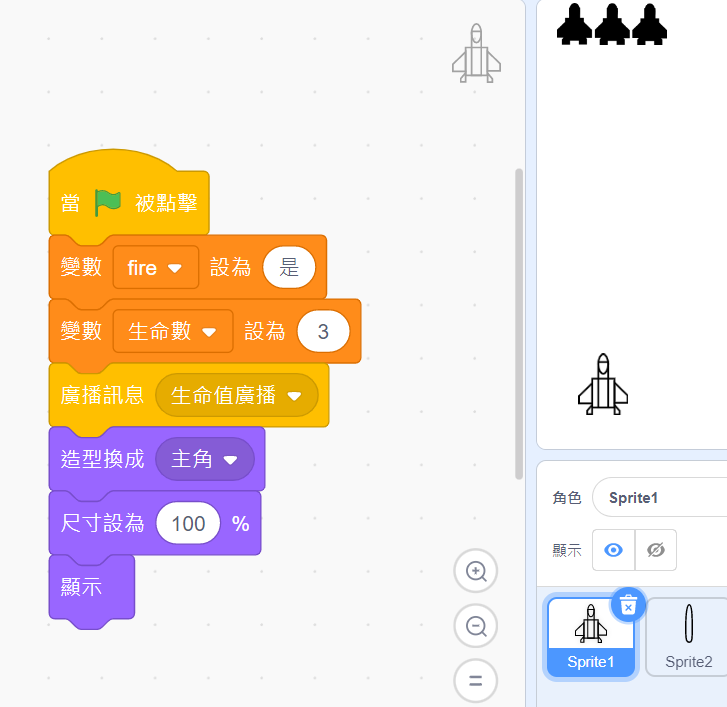 當 被點擊
變數 fire 設為 是
變數 生命數 設為 3
廣播訊息 生命值廣播
造型換成 主角
尺寸設為 100 %
顯示
角色 Sprite1
顯示
Sprite1 Sprite2